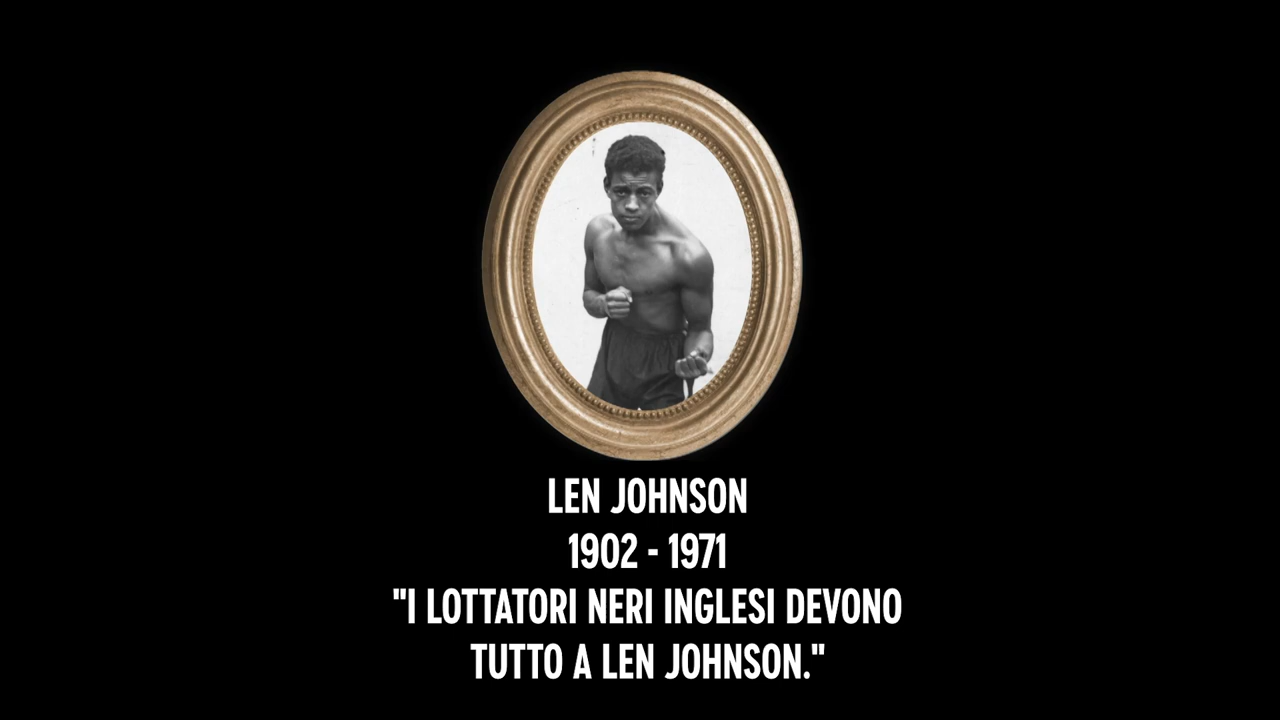 LEN JOHNSON
1902 - 1971
"I LOTTATORI NERI INGLESI DEVONO
TUTTO A LEN JOHNSON."